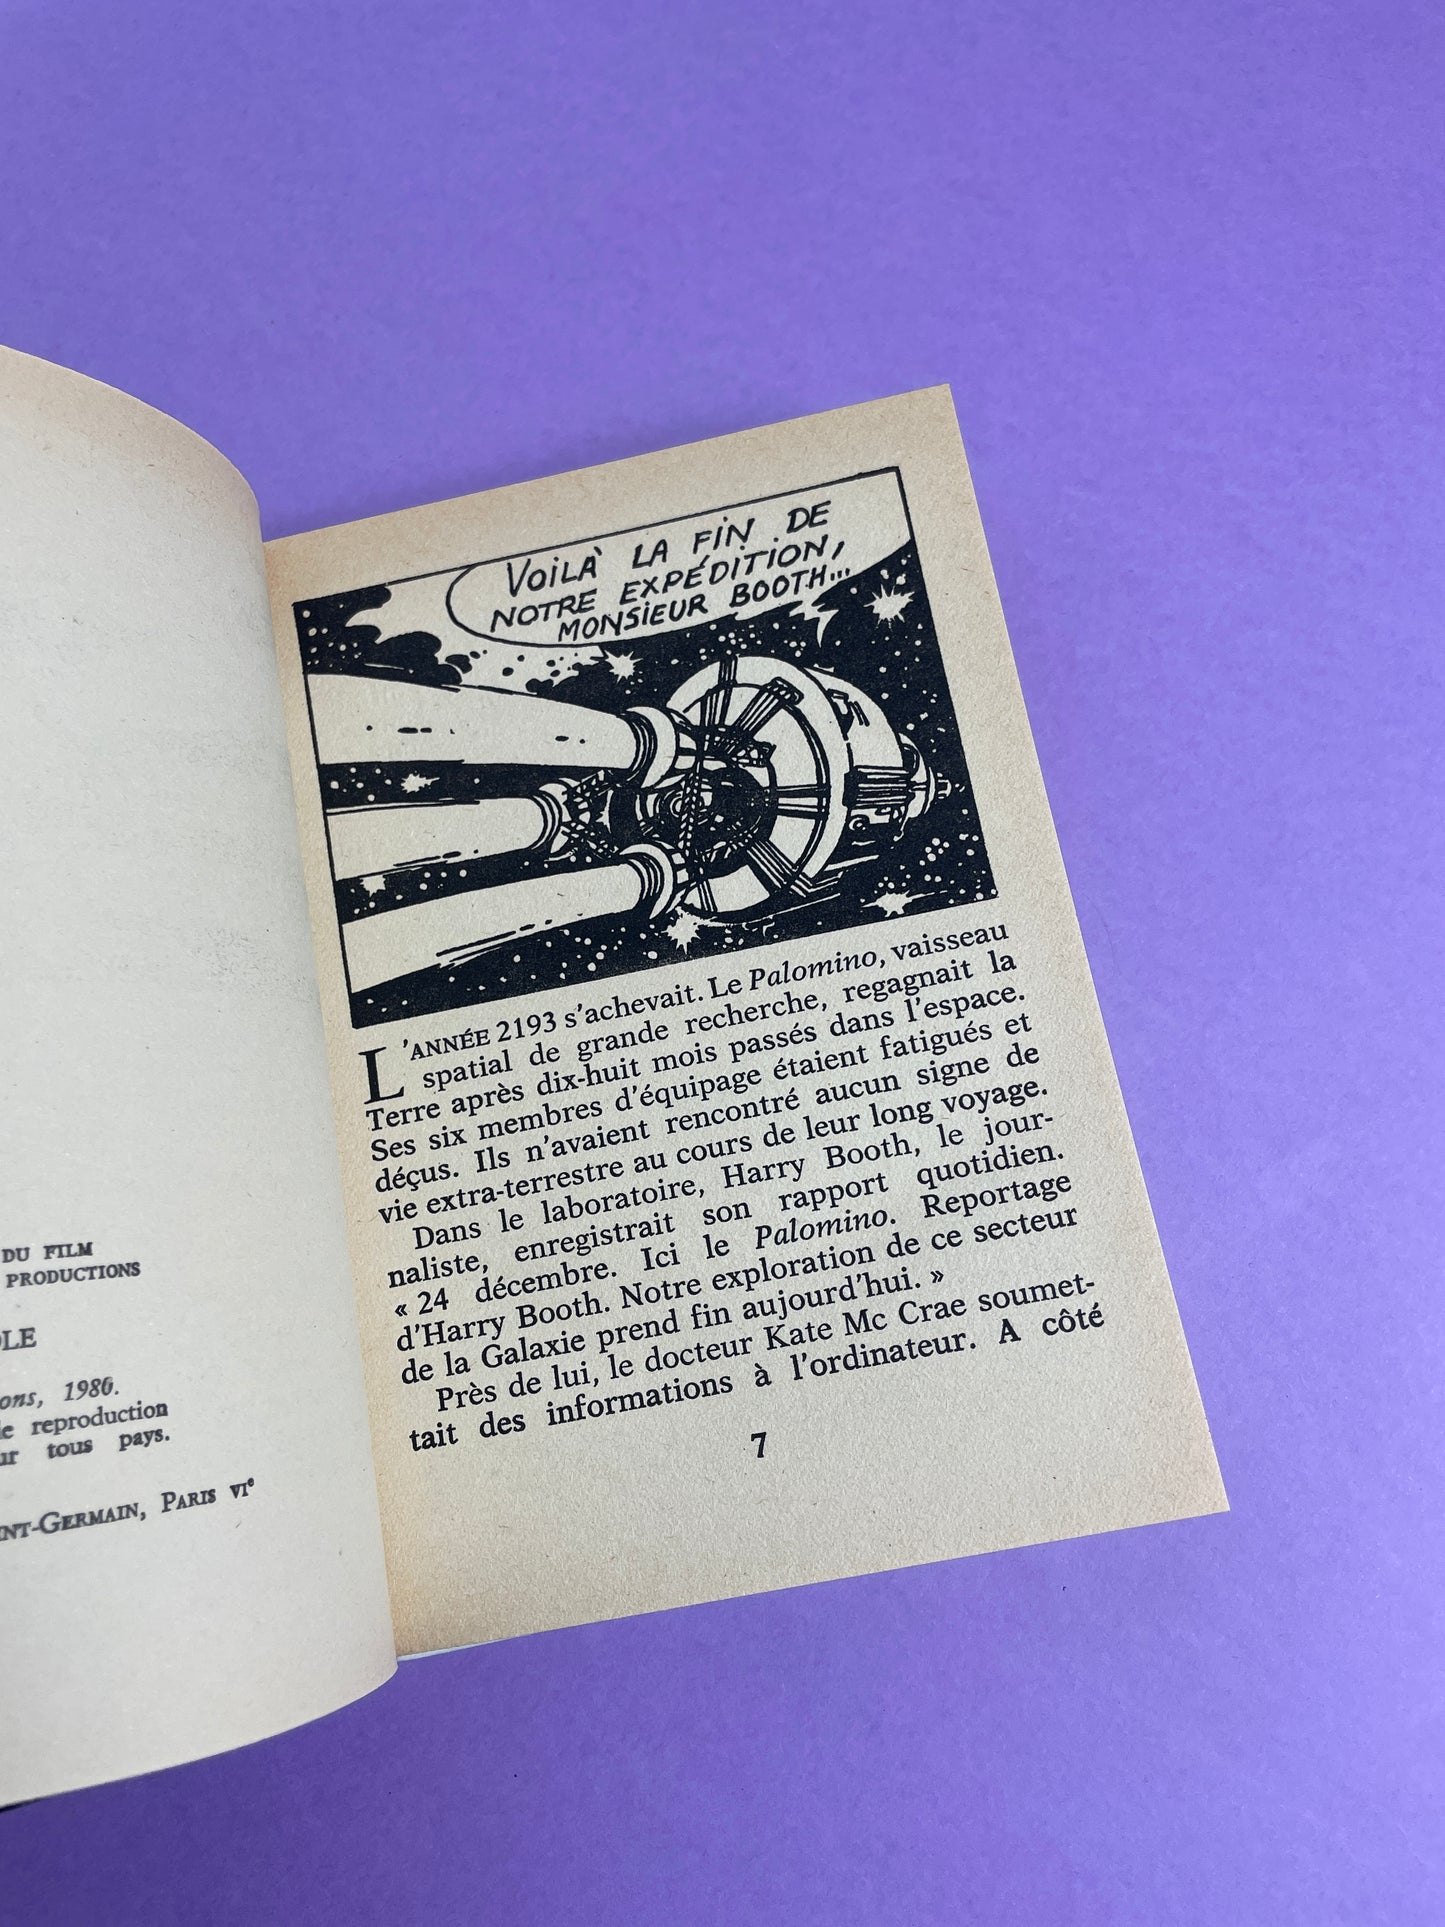 DU FILM
PRODUCTIONS
1980.
reproduction
tous pays.
GERMAIN, PARIS VIe
VOILÀ LA FIN DE
NOTRE EXPÉDITION,
MONSIEUR BOOTH...
L'ANNÉE 2193 s'achevait. Le Palomino, vaisseau
spatial de grande recherche, regagnait la
Terre après dix-huit mois passés dans l'espace.
Ses six membres d'équipage étaient fatigués et
déçus. Ils n'avaient rencontré aucun signe de
vie extra-terrestre au cours de leur long voyage.
Dans le laboratoire, Harry Booth, le jour-
naliste, enregistrait son rapport quotidien.
« 24 décembre. Ici le Palomino. Reportage
d'Harry Booth. Notre exploration de ce secteur
de la Galaxie prend fin aujourd'hui. »
Près de lui, le docteur Kate Mc Crae soumet-
tait des informations à l'ordinateur. A côté
7